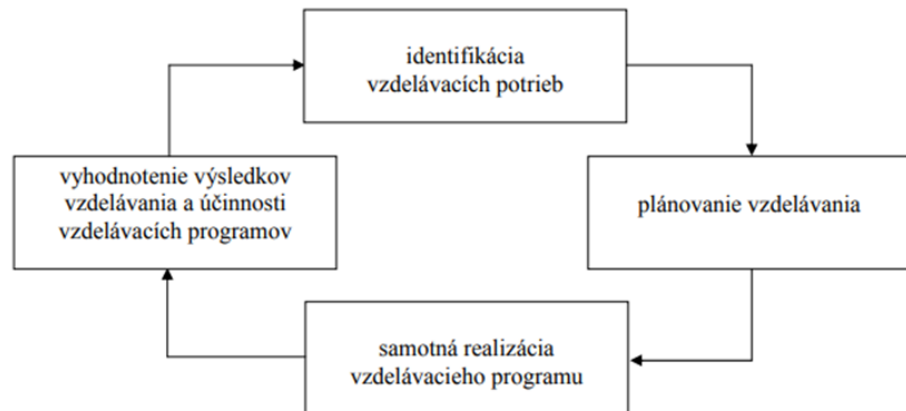 identifikácia
vzdelávacích potrieb
vyhodnotenie výsledkov
vzdelávania a účinnosti
vzdelávacích programov
plánovanie vzdelávania
samotná realizácia
vzdelávacieho programu